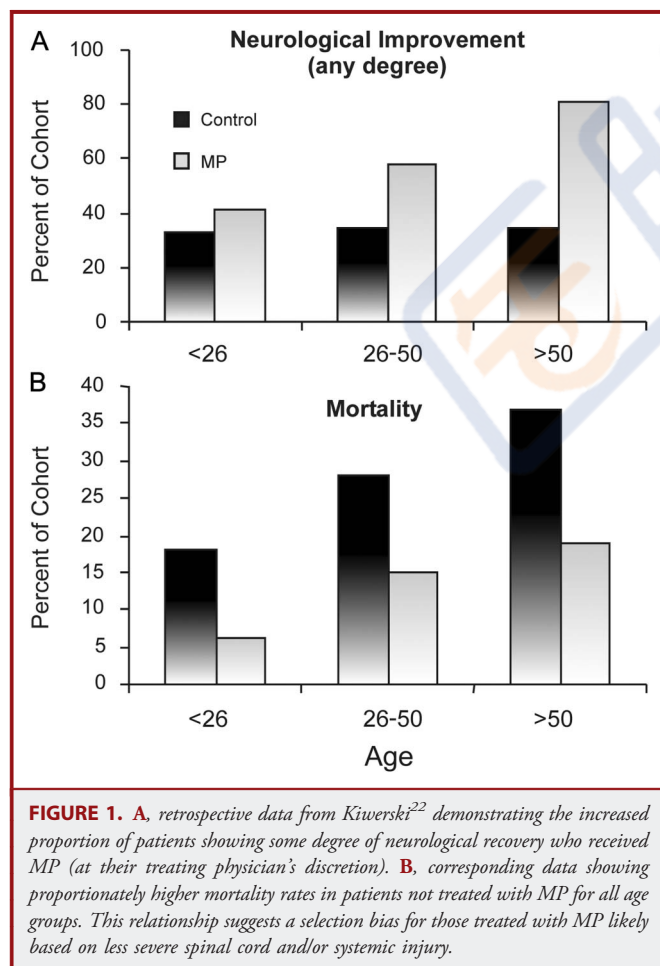 A
Neurological Improvement
(any degree)
Percent of Cohort
100
80
60
40
20
0
Control
MP
<26
26-50
>50
B
Mortality
Percent of Cohort
40
35
30
25
20
15
10
5
0
<26
26-50
>50
Age
FIGURE 1. A, retrospective data from Kiwerski22 demonstrating the increased
proportion of patients showing some degree of neurological recovery who received
MP (at their treating physician's discretion). B, corresponding data showing
proportionately higher mortality rates in patients not treated with MP for all age
groups. This relationship suggests a selection bias for those treated with MP likely
based on less severe spinal cord and/or systemic injury.